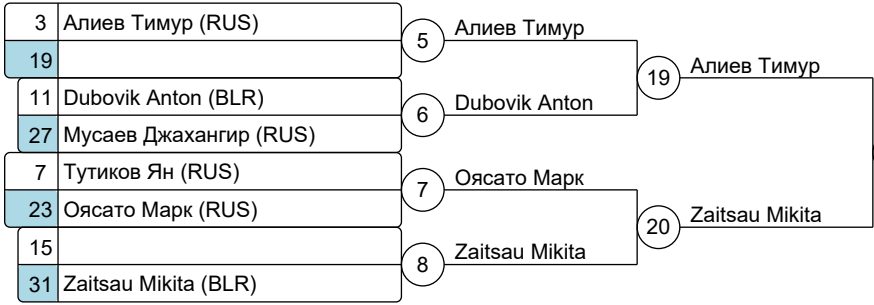 3 Алиев Тимур (RUS)
19
5 Алиев Тимур
11 Dubovik Anton (BLR)
27 Мусаев Джахангир (RUS)
6 Dubovik Anton
19 Алиев Тимур
7 Тутиков Ян (RUS)
23 Оясато Марк (RUS)
7 Оясато Марк
15
31 Zaitsau Mikita (BLR)
8 Zaitsau Mikita
20 Zaitsau Mikita